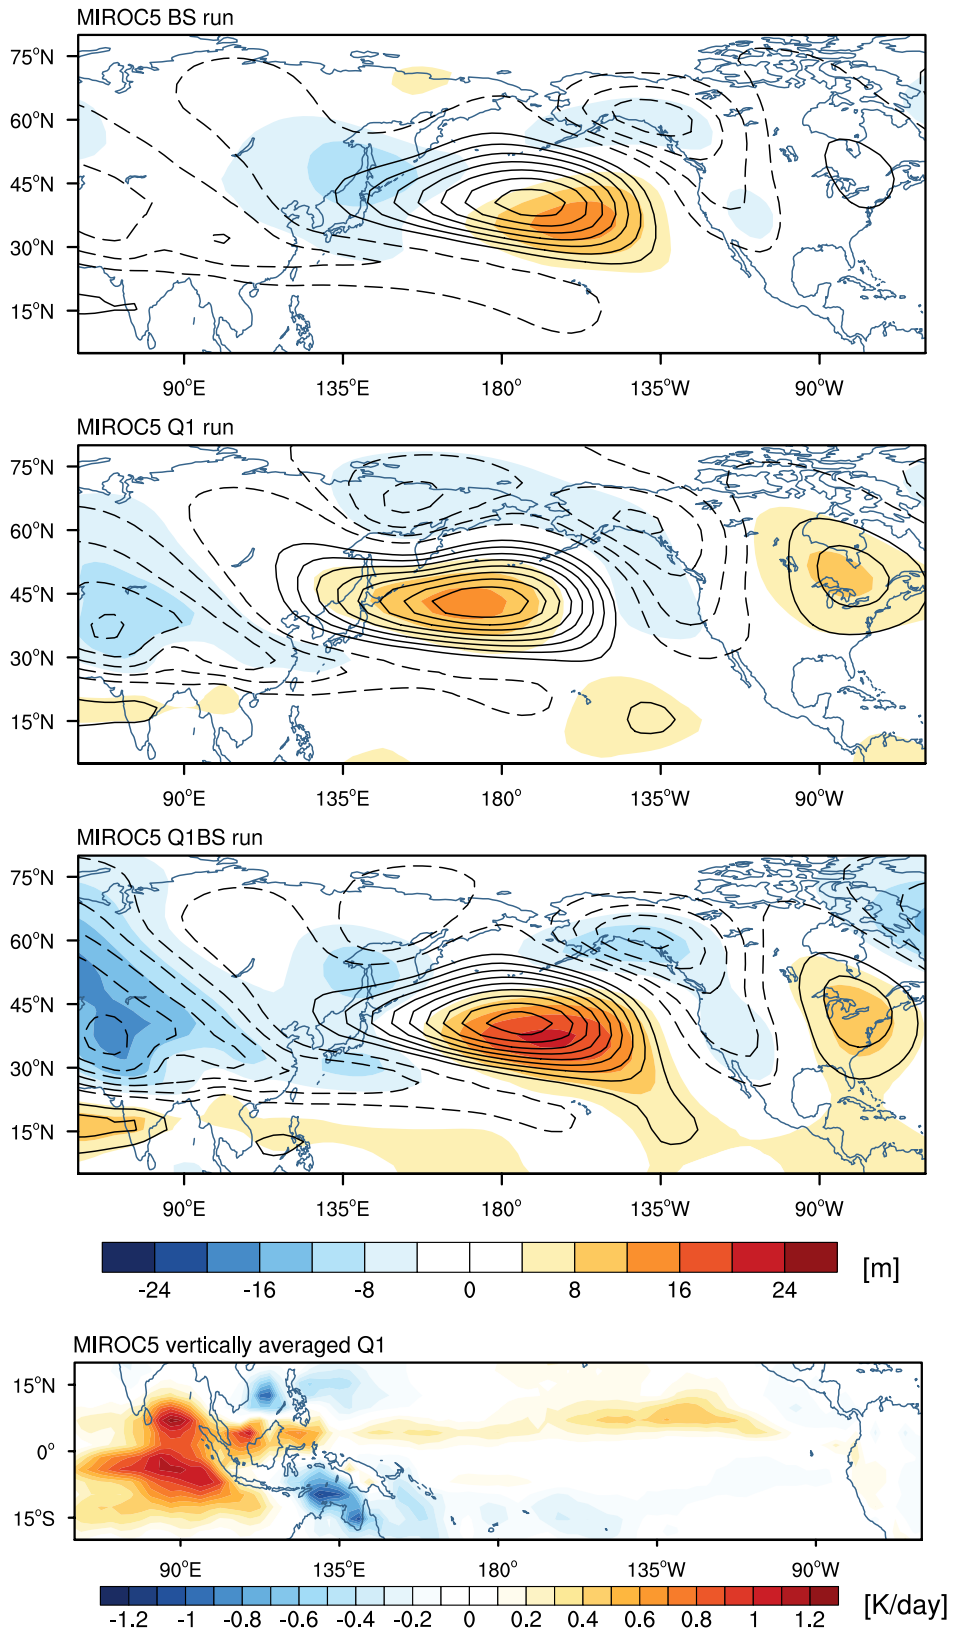 MIROC5 BS run
75°N
60°N
45°N
30°N
15°N
90°E 135°E 180° 135°W 90°W
MIROC5 Q1 run
75°N
60°N
45°N
30°N
15°N
90°E 135°E 180° 135°W 90°W
MIROC5 Q1BS run
75°N
60°N
45°N
30°N
15°N
90°E 135°E 180° 135°W 90°W
-24 -16 -8 0 8 16 24 [m]
MIROC5 vertically averaged Q1
15°N
0°
15°S
90°E 135°E 180° 135°W 90°W
-1.2 -1 -0.8 -0.6 -0.4 -0.2 0 0.2 0.4 0.6 0.8 1 1.2 [K/day]